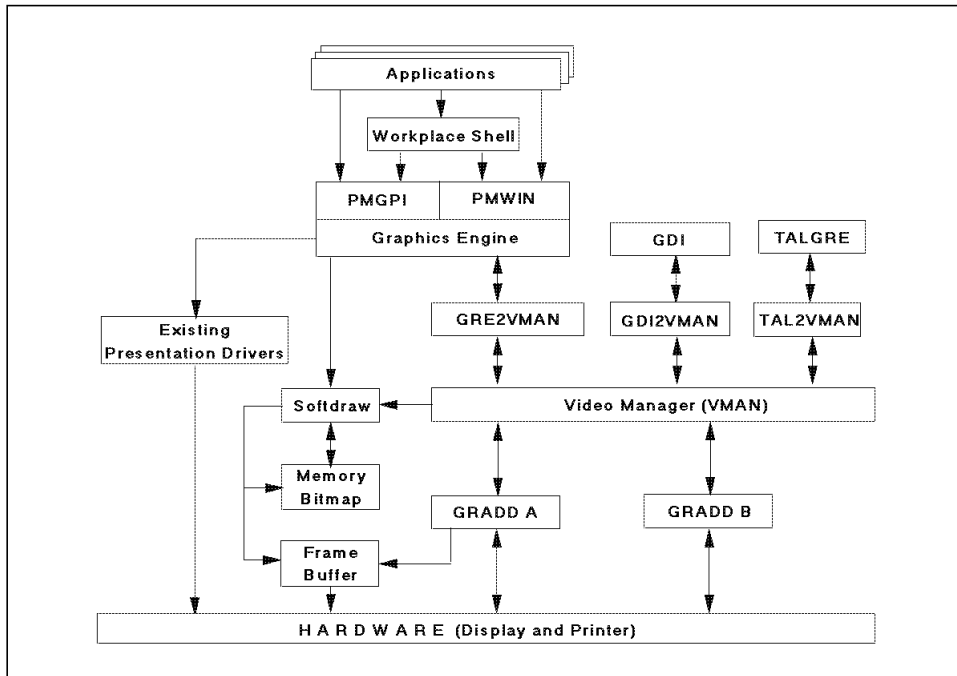 Applications
Workplace Shell
PMGPI
PMWIN
Graphics Engine
GDI
TALGRE
Existing
Presentation Drivers
GRE2VMAN
GDI2VMAN
TAL2VMAN
Softdraw
Video Manager (VMAN)
Memory
Bitmap
GRADD A
GRADD B
Frame
Buffer
H A R D W A R E (Display and Printer)